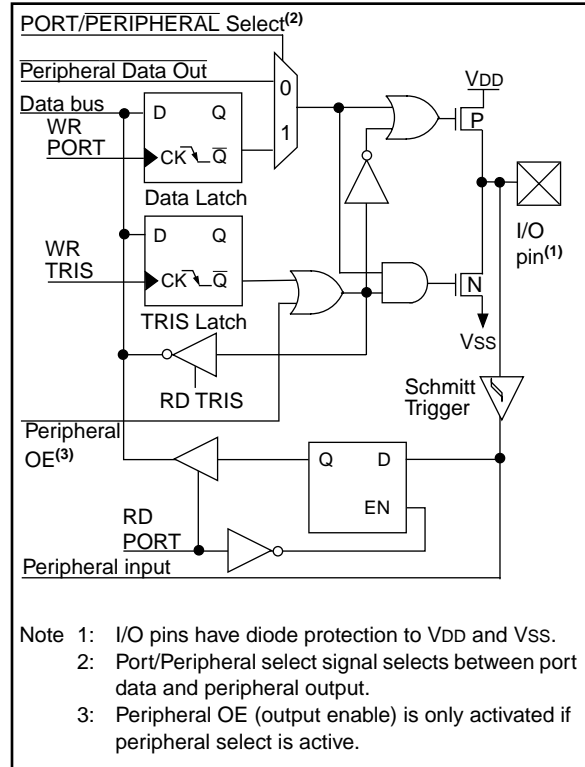 PORT/PERIPHERAL Select(2)
Peripheral Data Out
Data bus
WR
PORT
D Q
CK Q
Data Latch
0
1
VDD
P
I/O
pin(1)
WR
TRIS
D Q
CK Q
TRIS Latch
N
VSS
RD TRIS
Schmitt
Trigger
Peripheral
OE(3)
Q D
EN
RD
PORT
Peripheral input
Note 1: I/O pins have diode protection to VDD and VSS.
2: Port/Peripheral select signal selects between port
data and peripheral output.
3: Peripheral OE (output enable) is only activated if
peripheral select is active.